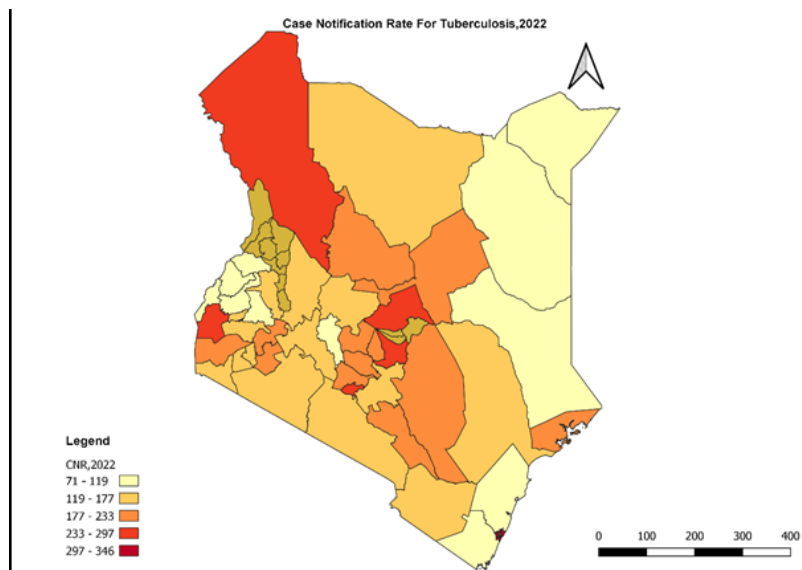 Case Notification Rate For Tuberculosis,2022
Legend
CNR,2022
71 - 119
119 - 177
177 - 233
233 - 297
297 - 346
0 100 200 300 400